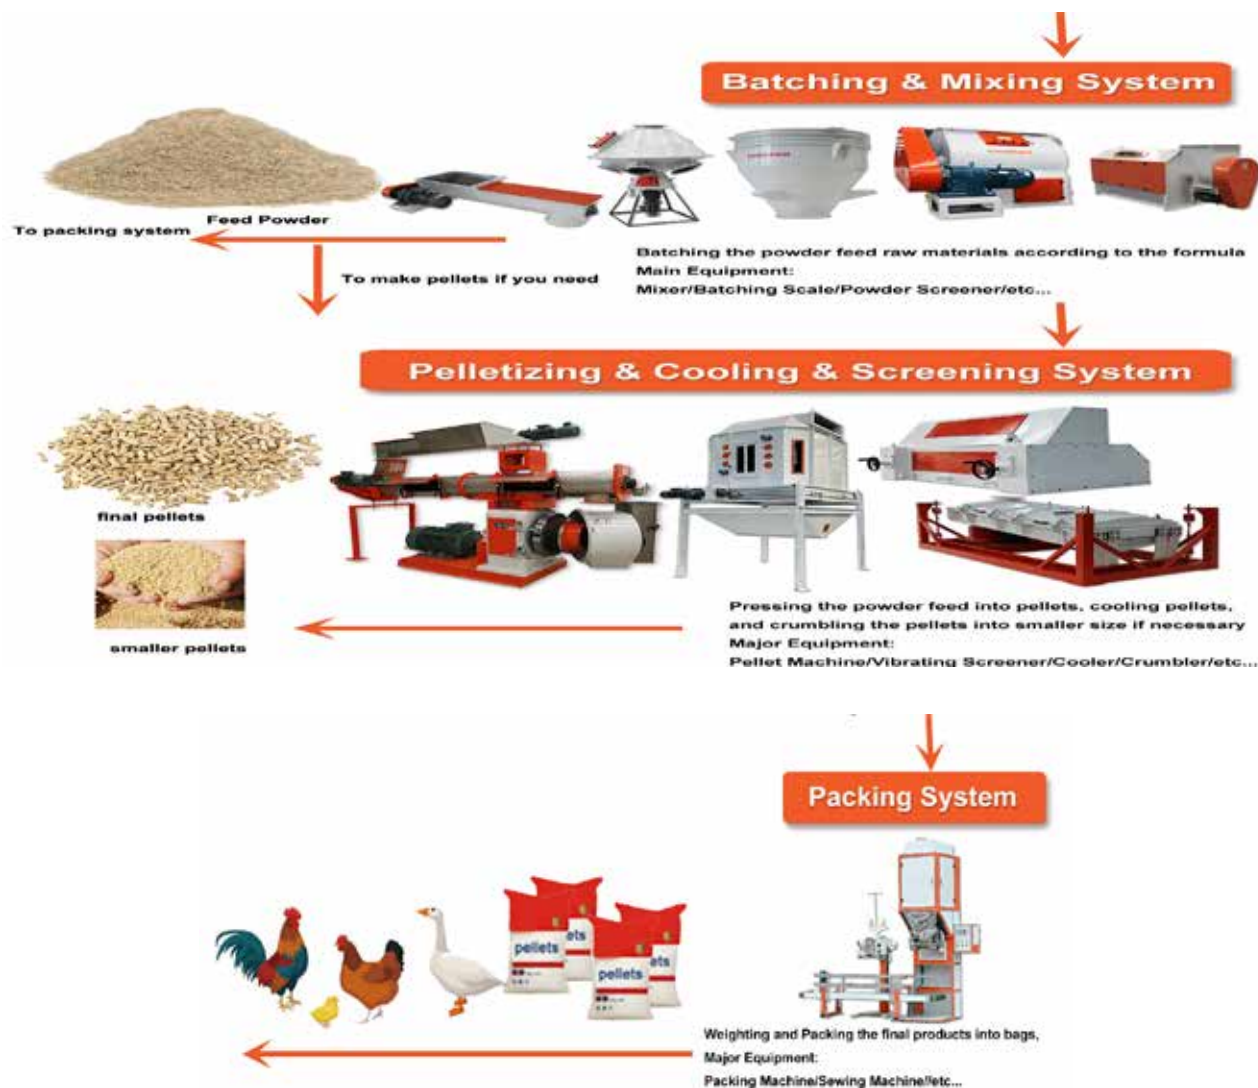 Batching & Mixing System
Feed Powder
To packing system
Batching the powder feed raw materials according to the formula
Main Equipment:
Mixer/Batching Scale/Powder Screener/etc...
To make pellets if you need
Pelletizing & Cooling & Screening System
final pellets
smaller pellets
Pressing the powder feed into pellets, cooling pellets,
and crumbling the pellets into smaller size if necessary
Major Equipment:
Pellet Machine/Vibrating Screener/Cooler/Crumbler/etc...
Packing System
pellets
ets
pellets
ets
Weighting and Packing the final products into bags,
Major Equipment:
Packing Machine/Sewing Machine//etc...